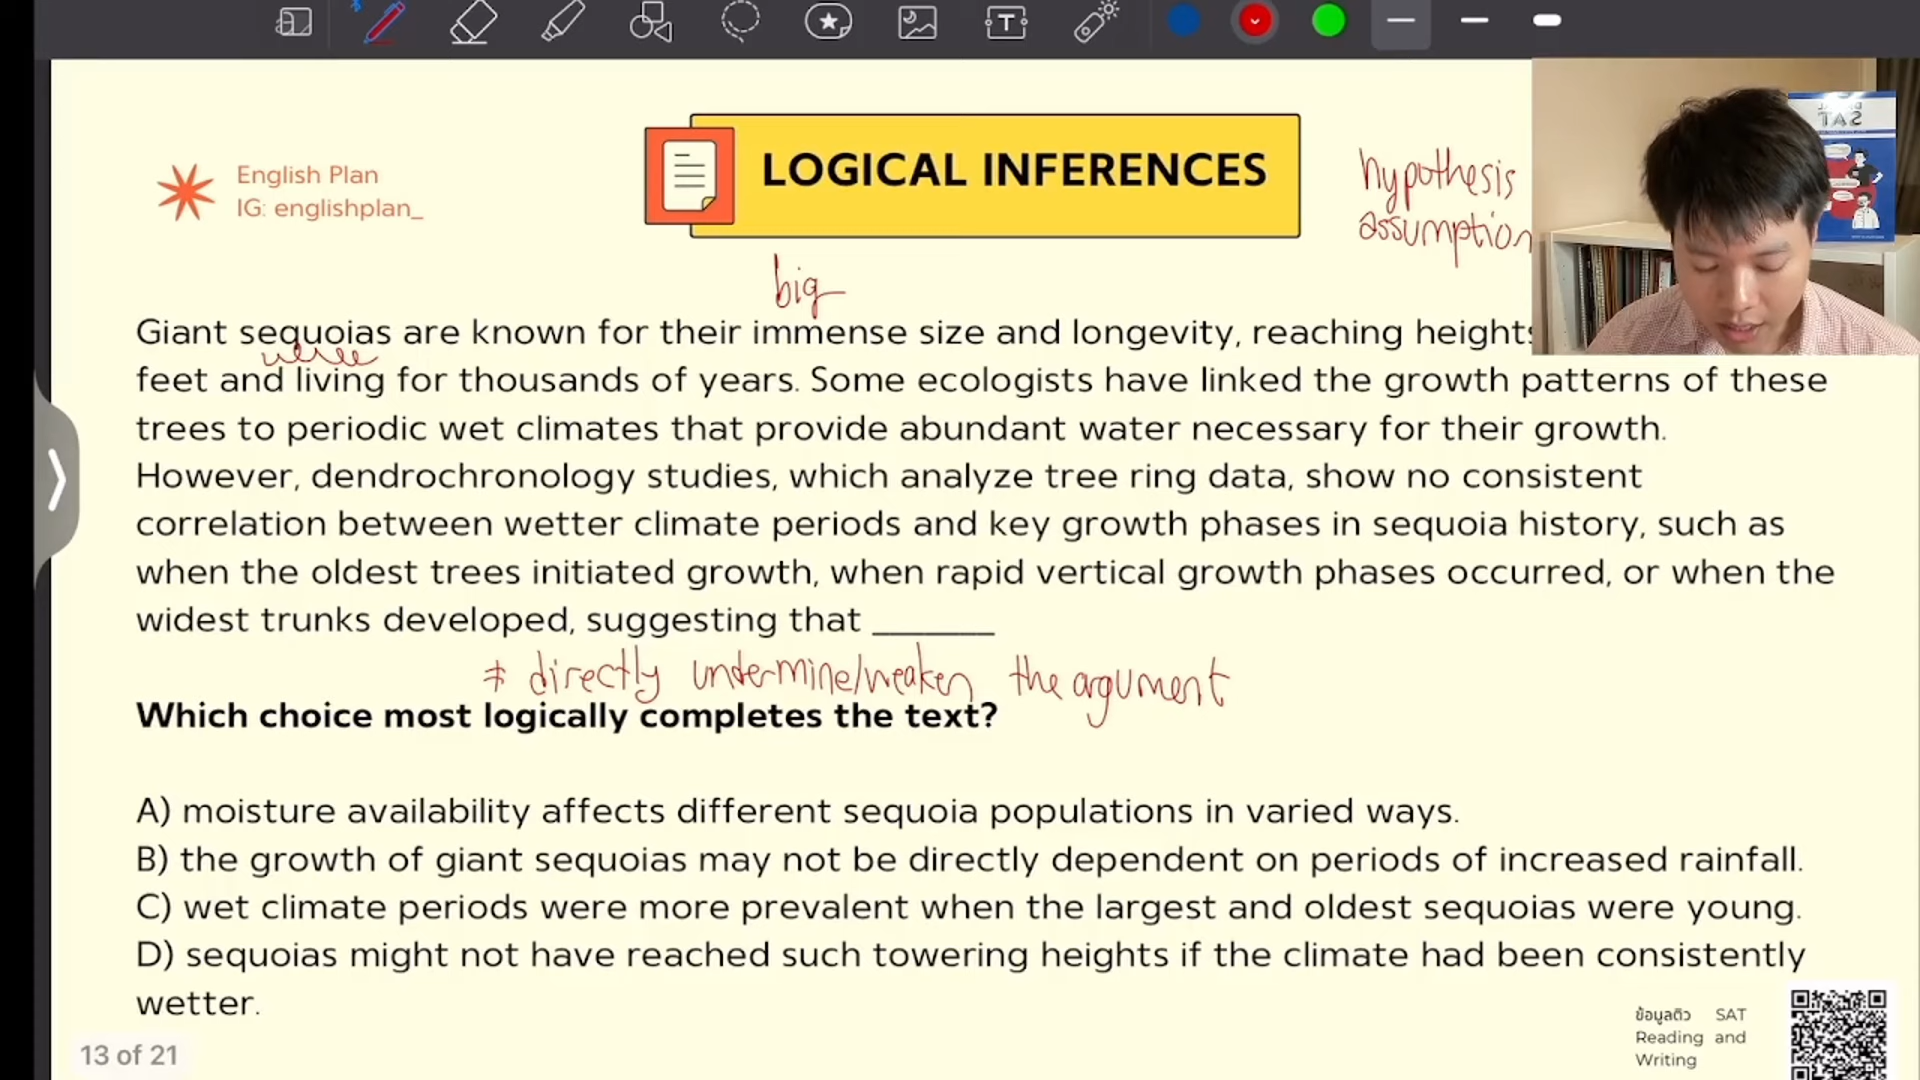 LOGICAL INFERENCES
English Plan
IG: englishplan_
hypothesis
assumption
big
Giant sequoias are known for their immense size and longevity, reaching heights
feet and living for thousands of years. Some ecologists have linked the growth patterns of these
trees to periodic wet climates that provide abundant water necessary for their growth.
However, dendrochronology studies, which analyze tree ring data, show no consistent
correlation between wetter climate periods and key growth phases in sequoia history, such as
when the oldest trees initiated growth, when rapid vertical growth phases occurred, or when the
widest trunks developed, suggesting that _______
* directly undermine/weaken the argument
Which choice most logically completes the text?
A) moisture availability affects different sequoia populations in varied ways.
B) the growth of giant sequoias may not be directly dependent on periods of increased rainfall.
C) wet climate periods were more prevalent when the largest and oldest sequoias were young.
D) sequoias might not have reached such towering heights if the climate had been consistently
wetter.
13 of 21
ข้อมูลติว SAT
Reading and
Writing